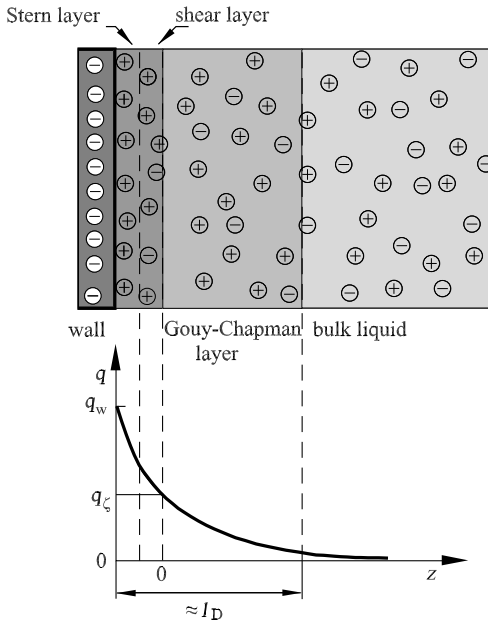 Stern layer shear layer
wall Gouy-Chapman bulk liquid
layer
q
q_w
q_ζ
0
0 z
≈ l_D